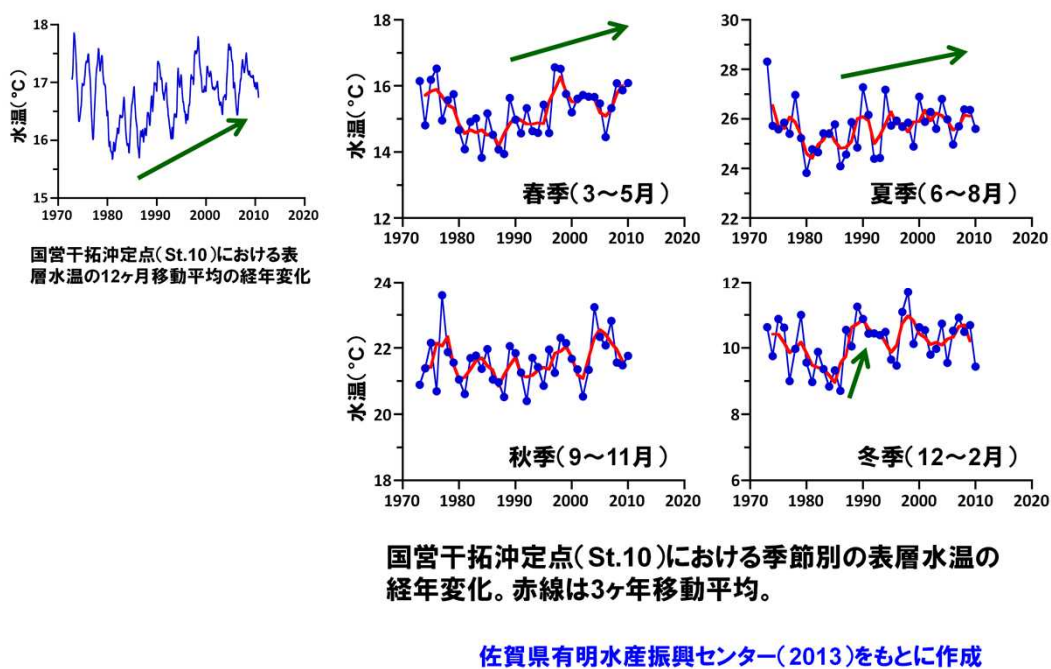 18
17
16
15
水温(℃)
1970 1980 1990 2000 2010 2020
国営干拓沖定点(St.10)における表
層水温の12ヶ月移動平均の経年変化
18
16
14
12
水温(℃)
春季(3～5月)
1970 1980 1990 2000 2010 2020
30
28
26
24
22
夏季(6～8月)
1970 1980 1990 2000 2010 2020
24
22
20
18
水温(℃)
秋季(9～11月)
1970 1980 1990 2000 2010 2020
12
10
8
6
冬季(12～2月)
1970 1980 1990 2000 2010 2020
国営干拓沖定点(St.10)における季節別の表層水温の
経年変化。赤線は3ヶ年移動平均。
佐賀県有明水産振興センター(2013)をもとに作成